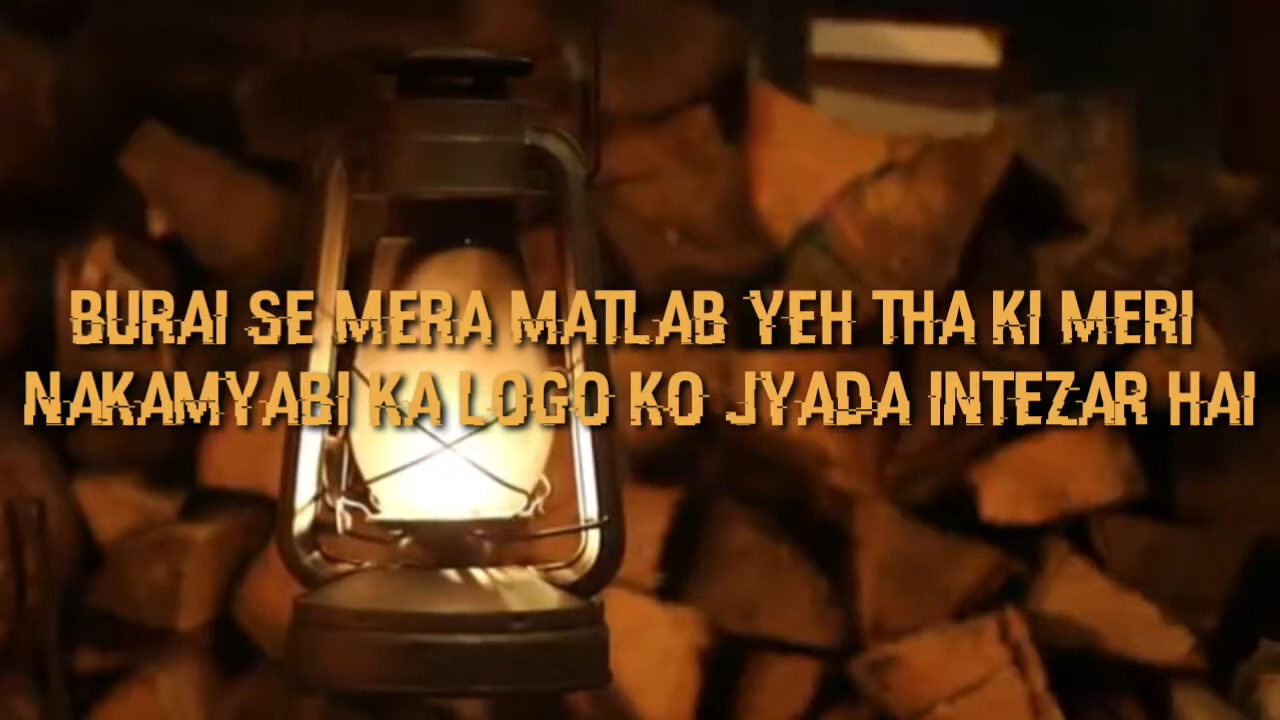 BURAI SE MERA MATLAB YEH THA KI MERI
NAKAMYABI KA LOGO KO JYADA INTEZAR HAI